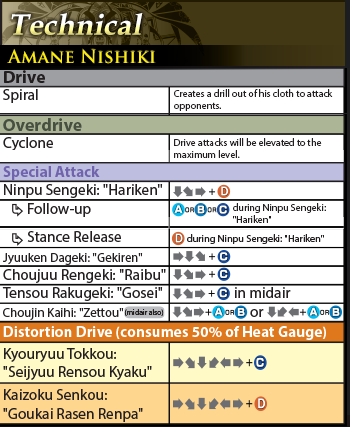 Technical
AMANE NISHIKI
Drive
Spiral
Creates a drill out of his cloth to attack
opponents.
Overdrive
Cyclone
Drive attacks will be elevated to the
maximum level.
Special Attack
Ninpu Sengeki: "Hariken"
⬇⬊➡ + D
↳ Follow-up
A OR B OR C during Ninpu Sengeki:
"Hariken"
↳ Stance Release
D during Ninpu Sengeki: "Hariken"
Jyuuken Dageki: "Gekiren"
➡⬇⬊ + C
Choujuu Rengeki: "Raibu"
⬇⬊➡ + C
Tensou Rakugeki: "Gosei"
⬇⬊➡ + C in midair
Choujin Kaihi: "Zettou" (midair also)
⬇⬊➡ + A OR B or ⬇⬋⬅ + A OR B
Distortion Drive (consumes 50% of Heat Gauge)
Kyouryuu Tokkou:
"Seijyuu Rensou Kyaku"
➡⬊⬇⬋⬅➡ + C
Kaizoku Senkou:
"Goukai Rasen Renpa"
➡⬊⬇⬋⬅➡ + D